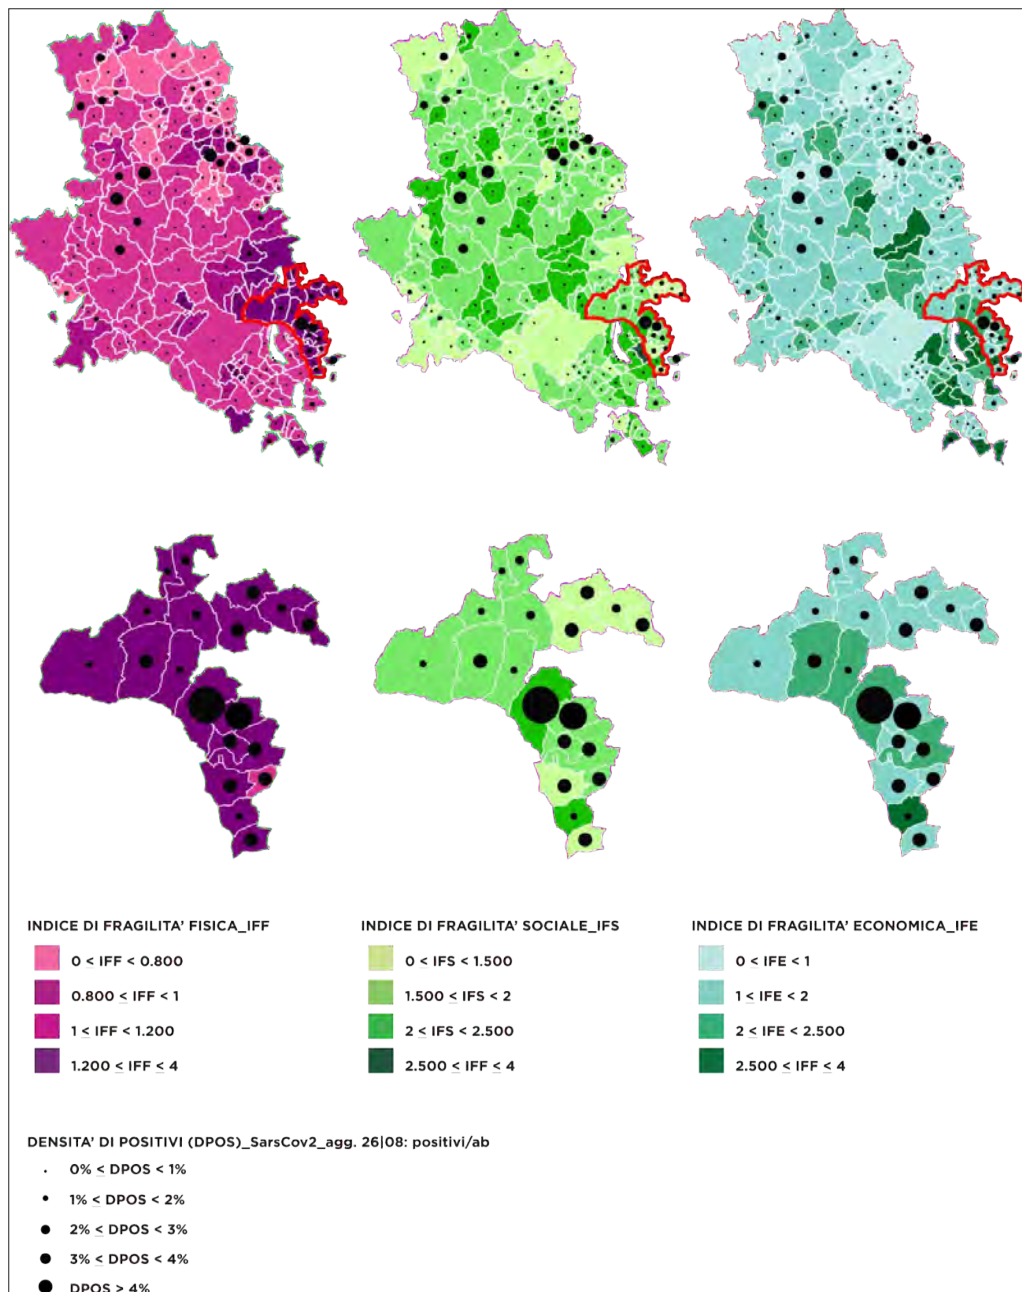 INDICE DI FRAGILITA' FISICA_IFF
0 ≤ IFF < 0.800
0.800 ≤ IFF < 1
1 ≤ IFF < 1.200
1.200 ≤ IFF ≤ 4
INDICE DI FRAGILITA' SOCIALE_IFS
0 ≤ IFS < 1.500
1.500 ≤ IFS < 2
2 ≤ IFS < 2.500
2.500 ≤ IFF ≤ 4
INDICE DI FRAGILITA' ECONOMICA_IFE
0 ≤ IFE < 1
1 ≤ IFE < 2
2 ≤ IFE < 2.500
2.500 ≤ IFF ≤ 4
DENSITA' DI POSITIVI (DPOS)_SarsCov2_agg. 26|08: positivi/ab
0% ≤ DPOS < 1%
1% ≤ DPOS < 2%
2% ≤ DPOS < 3%
3% ≤ DPOS < 4%
DPOS > 4%